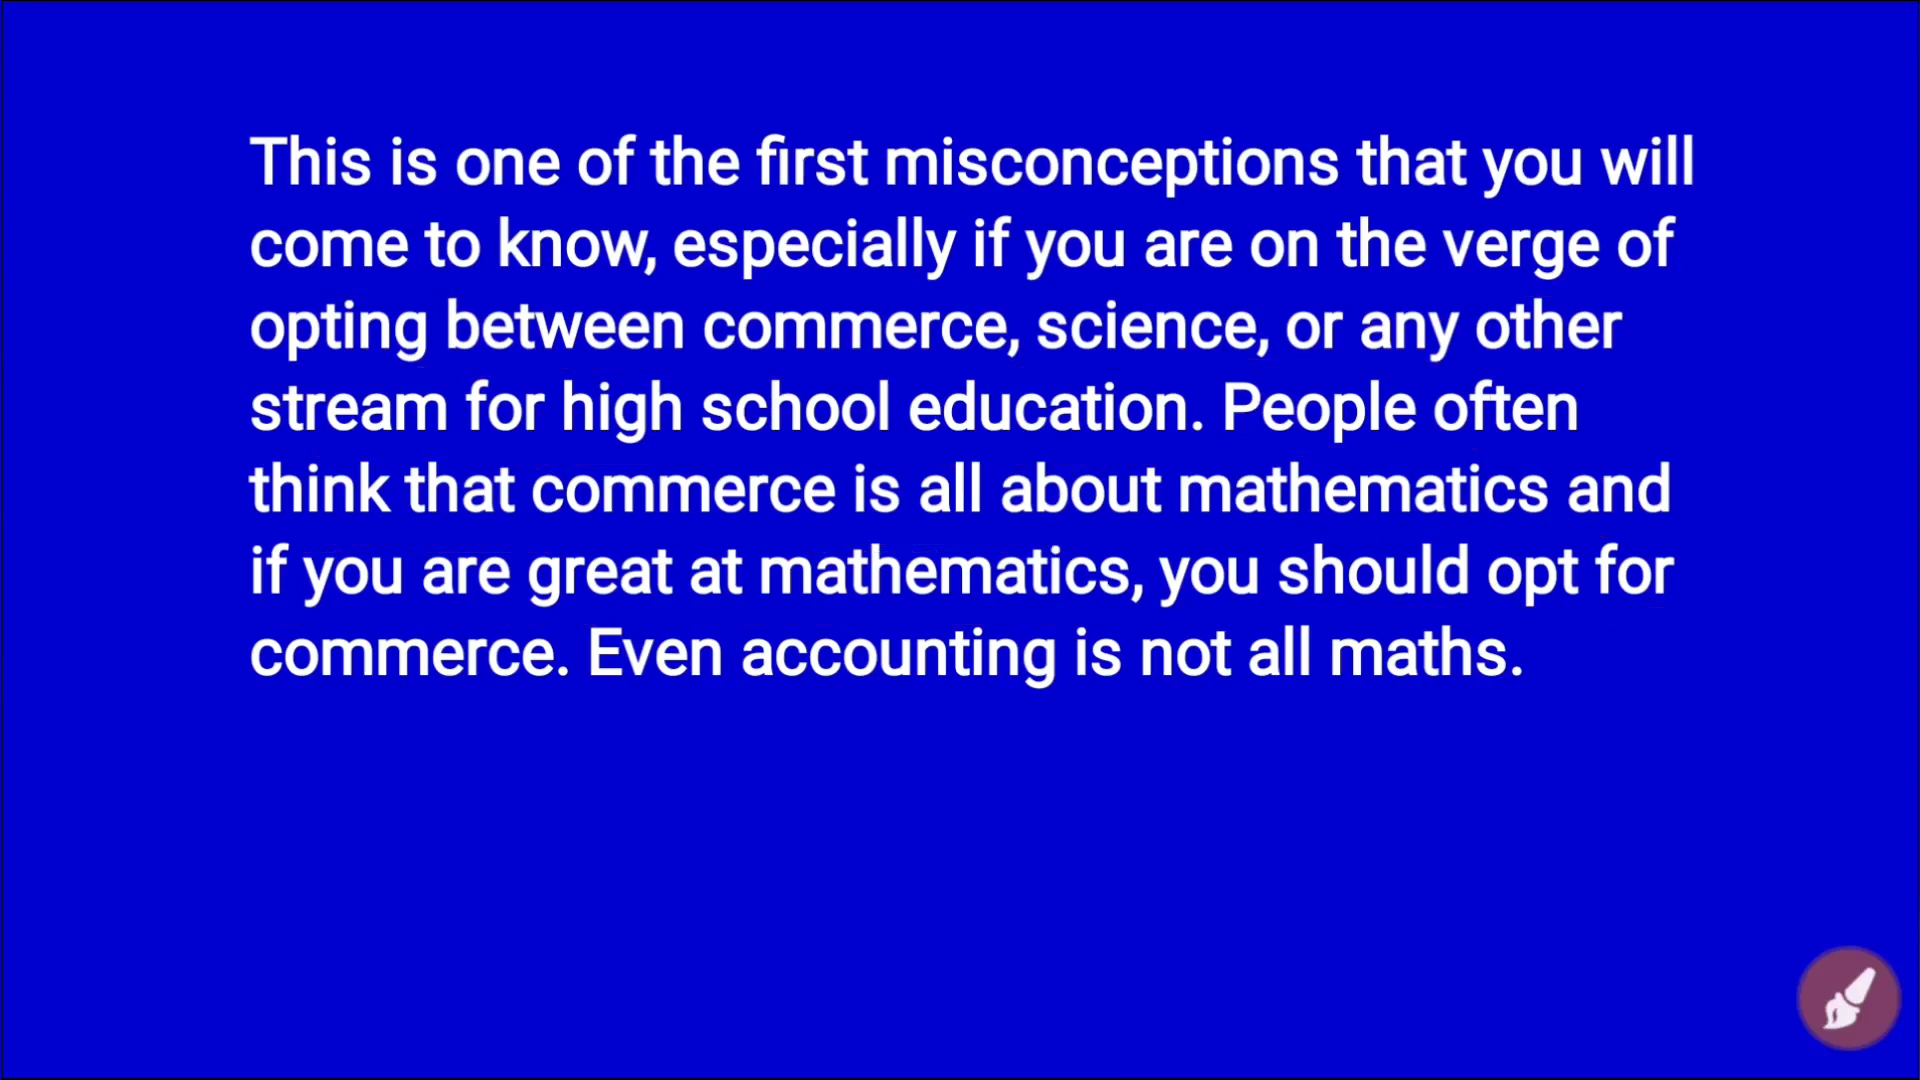 This is one of the first misconceptions that you will
come to know, especially if you are on the verge of
opting between commerce, science, or any other
stream for high school education. People often
think that commerce is all about mathematics and
if you are great at mathematics, you should opt for
commerce. Even accounting is not all maths.